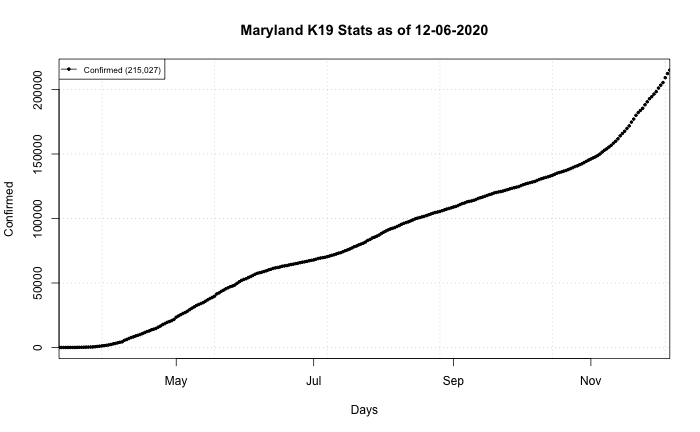 Maryland K19 Stats as of 12-06-2020
Confirmed (215,027)
Confirmed
200000
150000
100000
50000
0
May
Jul
Sep
Nov
Days